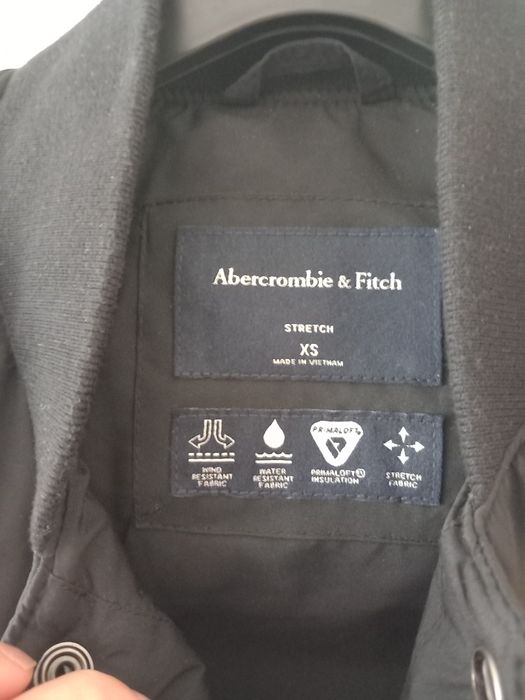 Abercrombie & Fitch
STRETCH
XS
MADE IN VIETNAM
WIND
RESISTANT
FABRIC
WATER
RESISTANT
FABRIC
PRIMALOFT
PRIMALOFT®
INSULATION
STRETCH
FABRIC